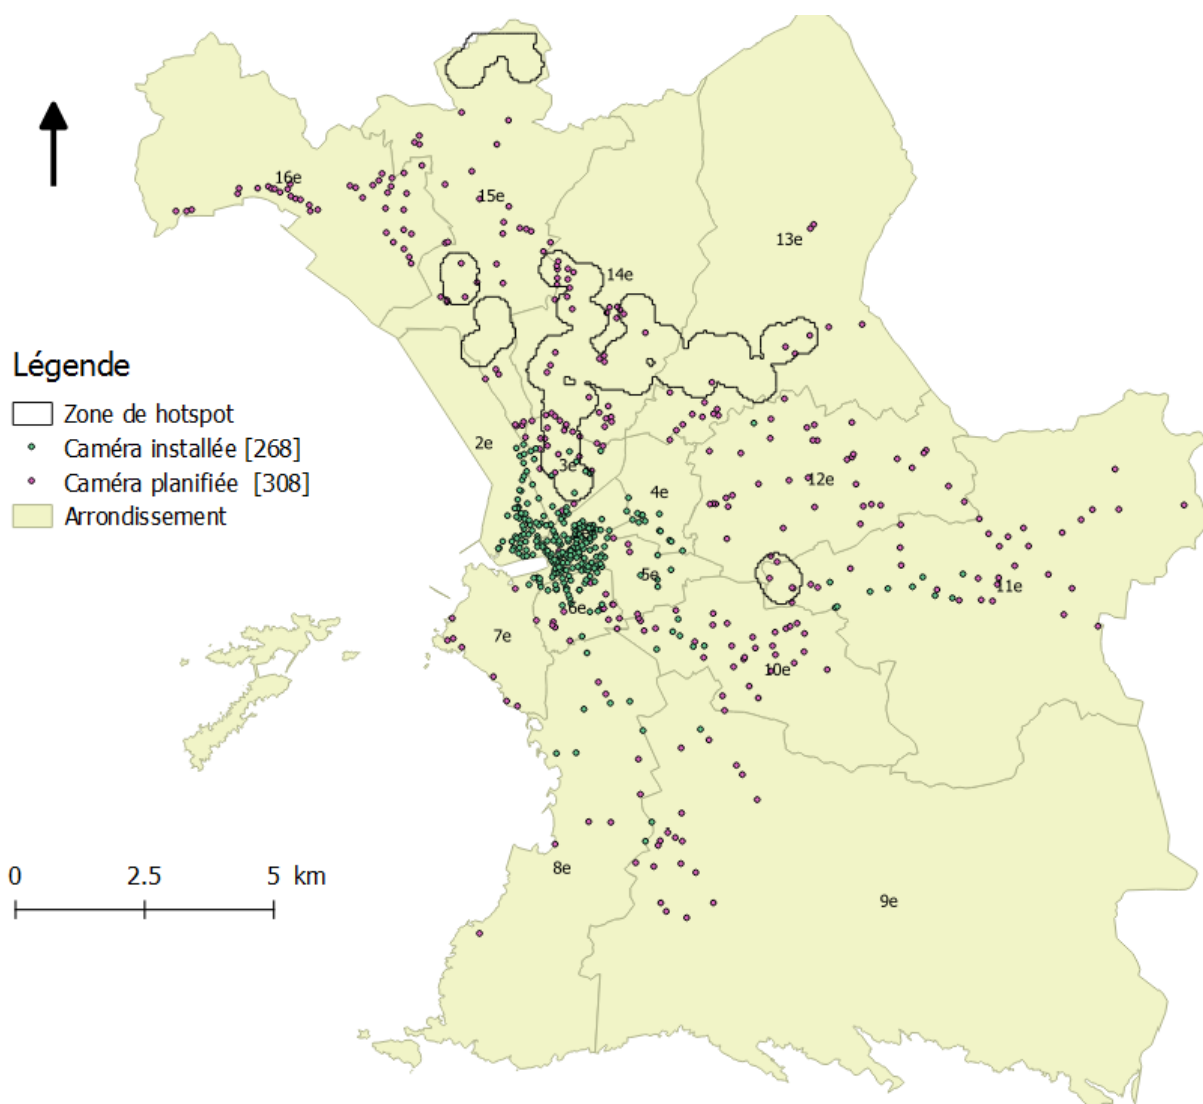 16e
15e
13e
14e
Légende
Zone de hotspot
Caméra installée [268]
Caméra planifiée [308]
Arrondissement
2e
3e
4e
12e
5e
11e
6e
7e
10e
8e
9e
0 2.5 5 km